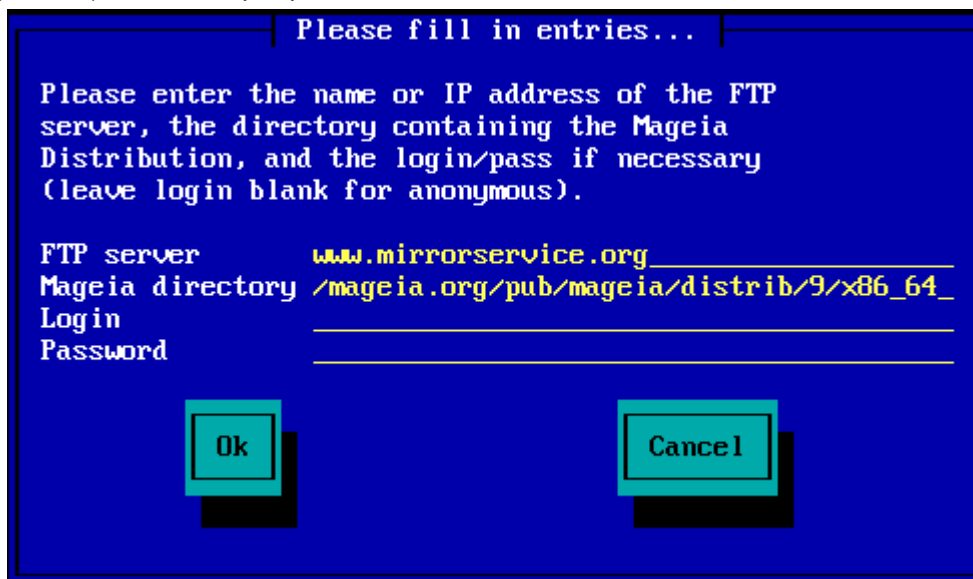 Please fill in entries...
Please enter the name or IP address of the FTP
server, the directory containing the Mageia
Distribution, and the login/pass if necessary
(leave login blank for anonymous).
FTP server www.mirrorservice.org
Mageia directory /mageia.org/pub/mageia/distrib/9/x86_64_
Login
Password
Ok Cancel